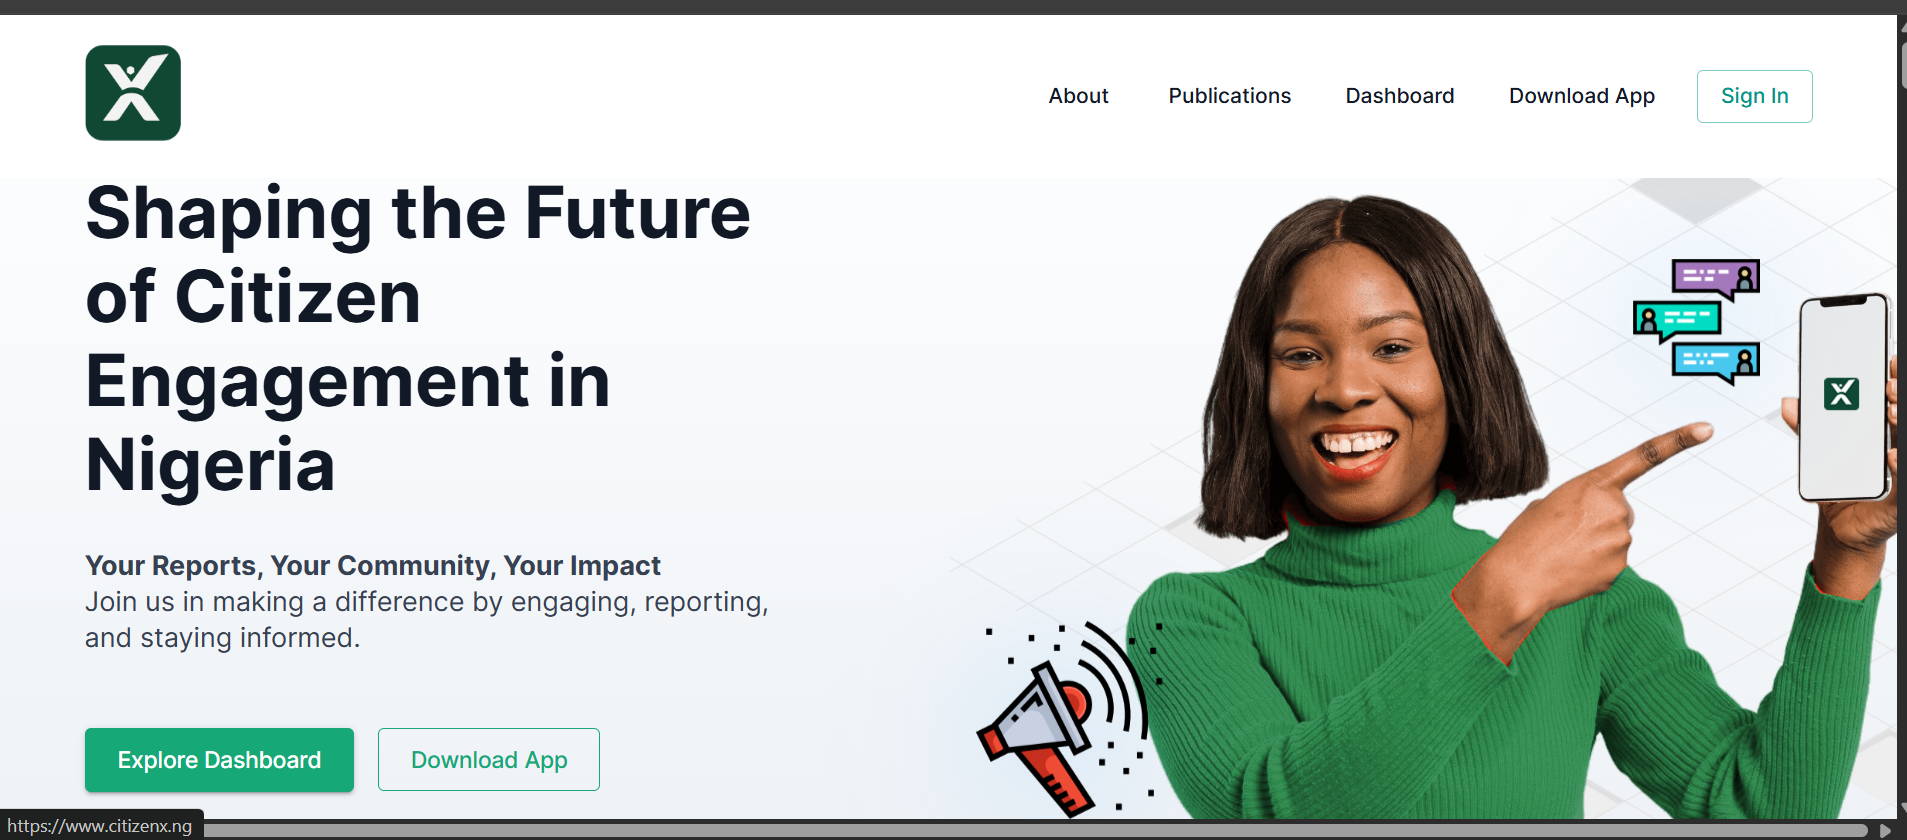 About
Publications
Dashboard
Download App
Sign In
Shaping the Future
of Citizen
Engagement in
Nigeria
Your Reports, Your Community, Your Impact
Join us in making a difference by engaging, reporting,
and staying informed.
Explore Dashboard
Download App
https://www.citizenx.ng